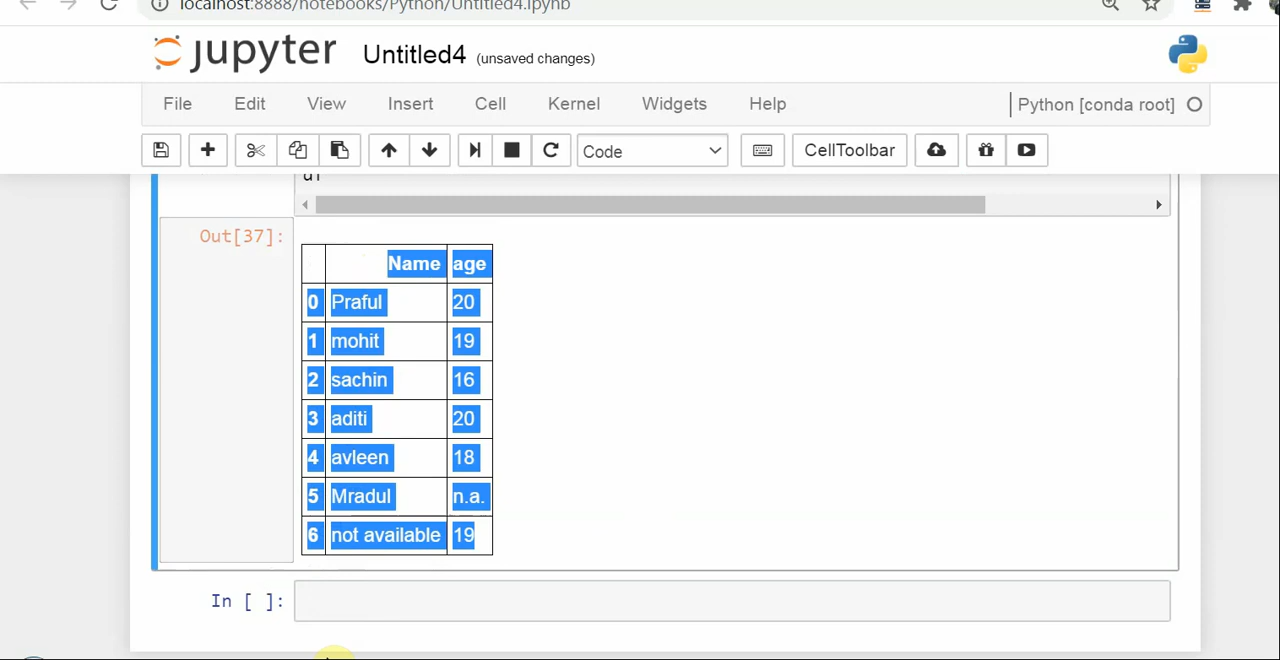 localhost:8888/notebooks/Python/Untitled4.ipynb
jupyter Untitled4 (unsaved changes)
File Edit View Insert Cell Kernel Widgets Help Python [conda root]
Code CellToolbar
df
Out[37]:
Name age
0 Praful 20
1 mohit 19
2 sachin 16
3 aditi 20
4 avleen 18
5 Mradul n.a.
6 not available 19
In [ ]: